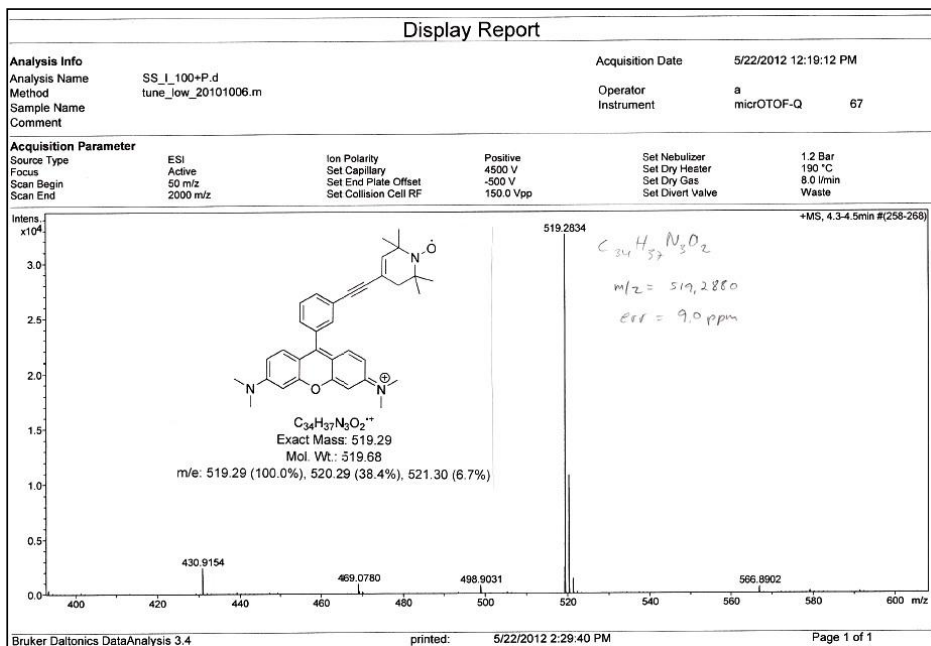 Display Report
Analysis Info
Acquisition Date 5/22/2012 12:19:12 PM
Analysis Name SS_I_100+P.d
Method tune_low_20101006.m
Operator a
Sample Name
Instrument micrOTOF-Q 67
Comment
Acquisition Parameter
Source Type ESI Ion Polarity Positive Set Nebulizer 1.2 Bar
Focus Active Set Capillary 4500 V Set Dry Heater 190 °C
Scan Begin 50 m/z Set End Plate Offset -500 V Set Dry Gas 8.0 l/min
Scan End 2000 m/z Set Collision Cell RF 150.0 Vpp Set Divert Valve Waste
Intens.
x10⁴
+MS, 4.3-4.5min #(258-268)
519.2834
C₃₄H₃₇N₃O₂
m/z = 519,2880
err = 9.0 ppm
3.0
2.5
2.0
1.5
1.0
0.5
0.0
N
O
N
O
N
⊕
C₃₄H₃₇N₃O₂•⁺
Exact Mass: 519.29
Mol. Wt.: 519.68
m/e: 519.29 (100.0%), 520.29 (38.4%), 521.30 (6.7%)
430.9154
469.0780
498.9031
566.8902
400 420 440 460 480 500 520 540 560 580 600 m/z
Bruker Daltonics DataAnalysis 3.4 printed: 5/22/2012 2:29:40 PM Page 1 of 1